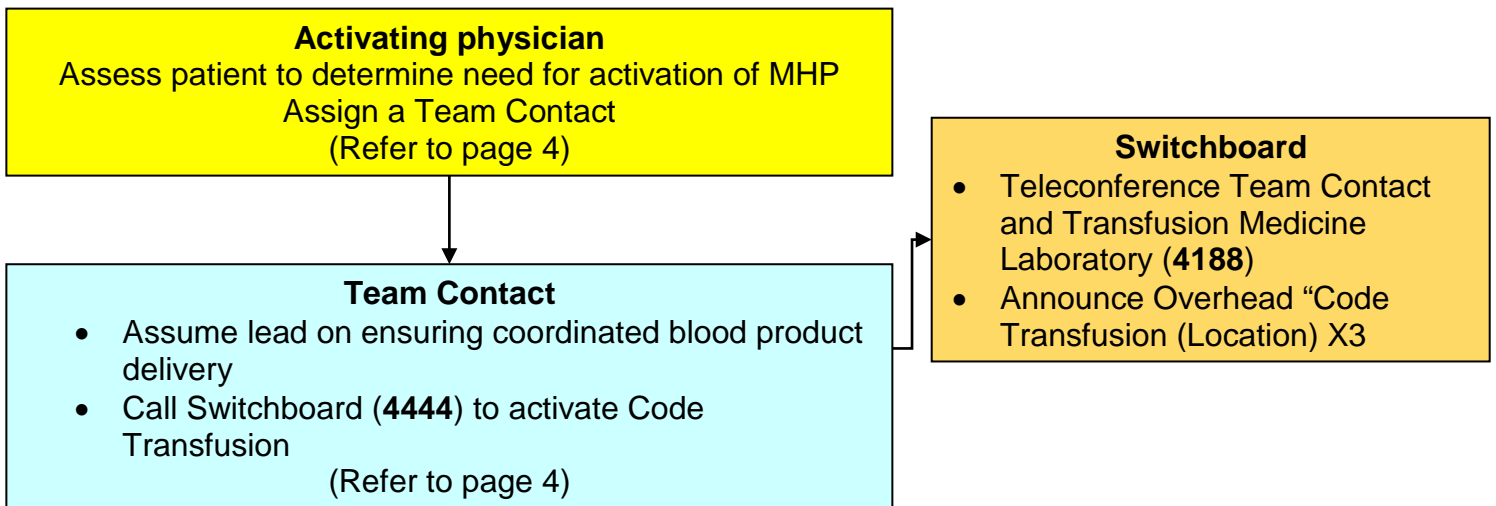 Activating physician
Assess patient to determine need for activation of MHP
Assign a Team Contact
(Refer to page 4)
Team Contact
• Assume lead on ensuring coordinated blood product
delivery
• Call Switchboard (4444) to activate Code
Transfusion
(Refer to page 4)
Switchboard
• Teleconference Team Contact
and Transfusion Medicine
Laboratory (4188)
• Announce Overhead “Code
Transfusion (Location) X3